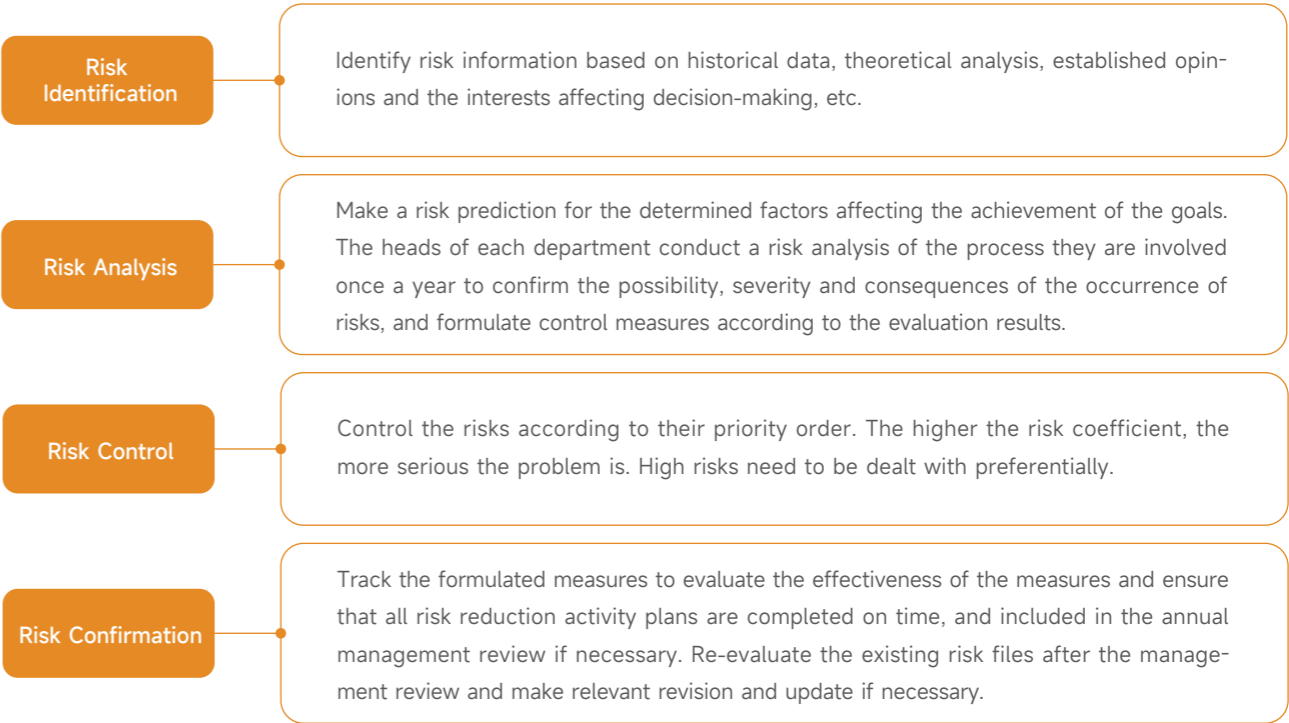 Risk
Identification
Identify risk information based on historical data, theoretical analysis, established opin-
ions and the interests affecting decision-making, etc.
Risk Analysis
Make a risk prediction for the determined factors affecting the achievement of the goals.
The heads of each department conduct a risk analysis of the process they are involved
once a year to confirm the possibility, severity and consequences of the occurrence of
risks, and formulate control measures according to the evaluation results.
Risk Control
Control the risks according to their priority order. The higher the risk coefficient, the
more serious the problem is. High risks need to be dealt with preferentially.
Risk Confirmation
Track the formulated measures to evaluate the effectiveness of the measures and ensure
that all risk reduction activity plans are completed on time, and included in the annual
management review if necessary. Re-evaluate the existing risk files after the manage-
ment review and make relevant revision and update if necessary.